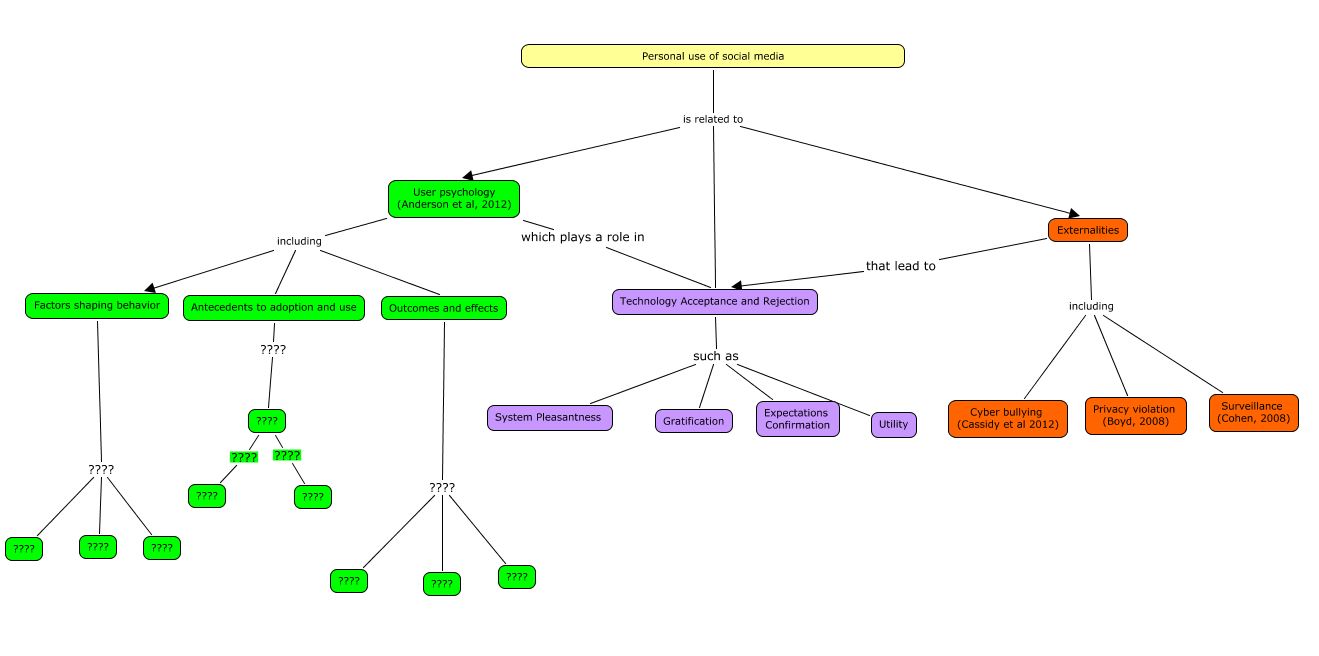 Personal use of social media
is related to
User psychology
(Anderson et al, 2012)
Externalities
including
which plays a role in
that lead to
Factors shaping behavior
Antecedents to adoption and use
Outcomes and effects
Technology Acceptance and Rejection
including
????
such as
System Pleasantness
Gratification
Expectations
Confirmation
Utility
Cyber bullying
(Cassidy et al 2012)
Privacy violation
(Boyd, 2008)
Surveillance
(Cohen, 2008)
????
????
????
????
????
????
????
????
????
????
????
????
????